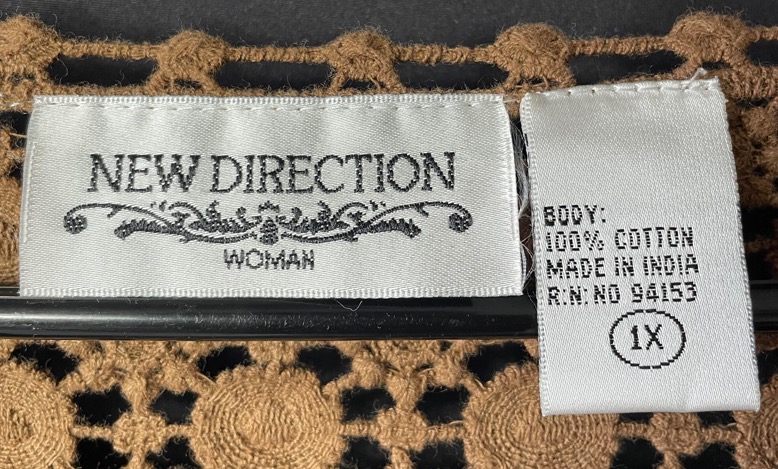 NEW DIRECTION
WOMAN
BODY:
100% COTTON
MADE IN INDIA
R:N: NO 94153
1X